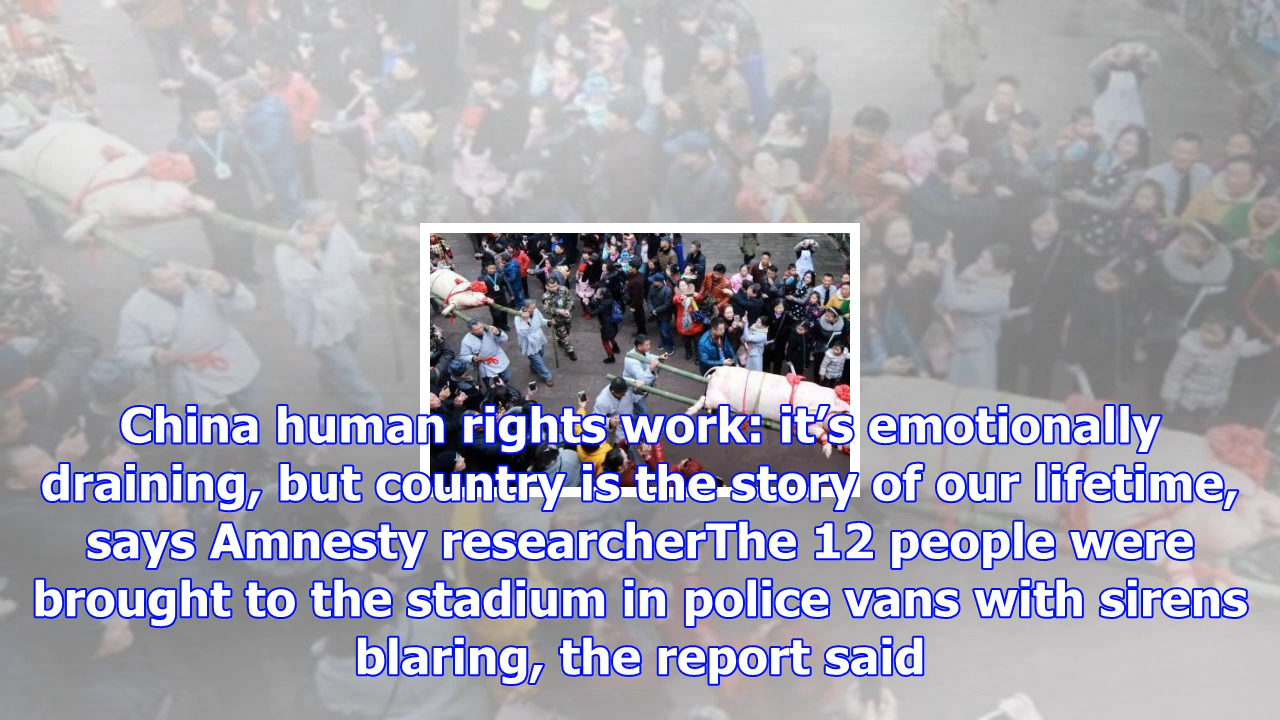 China human rights work: it’s emotionally
draining, but country is the story of our lifetime,
says Amnesty researcherThe 12 people were
brought to the stadium in police vans with sirens
blaring, the report said